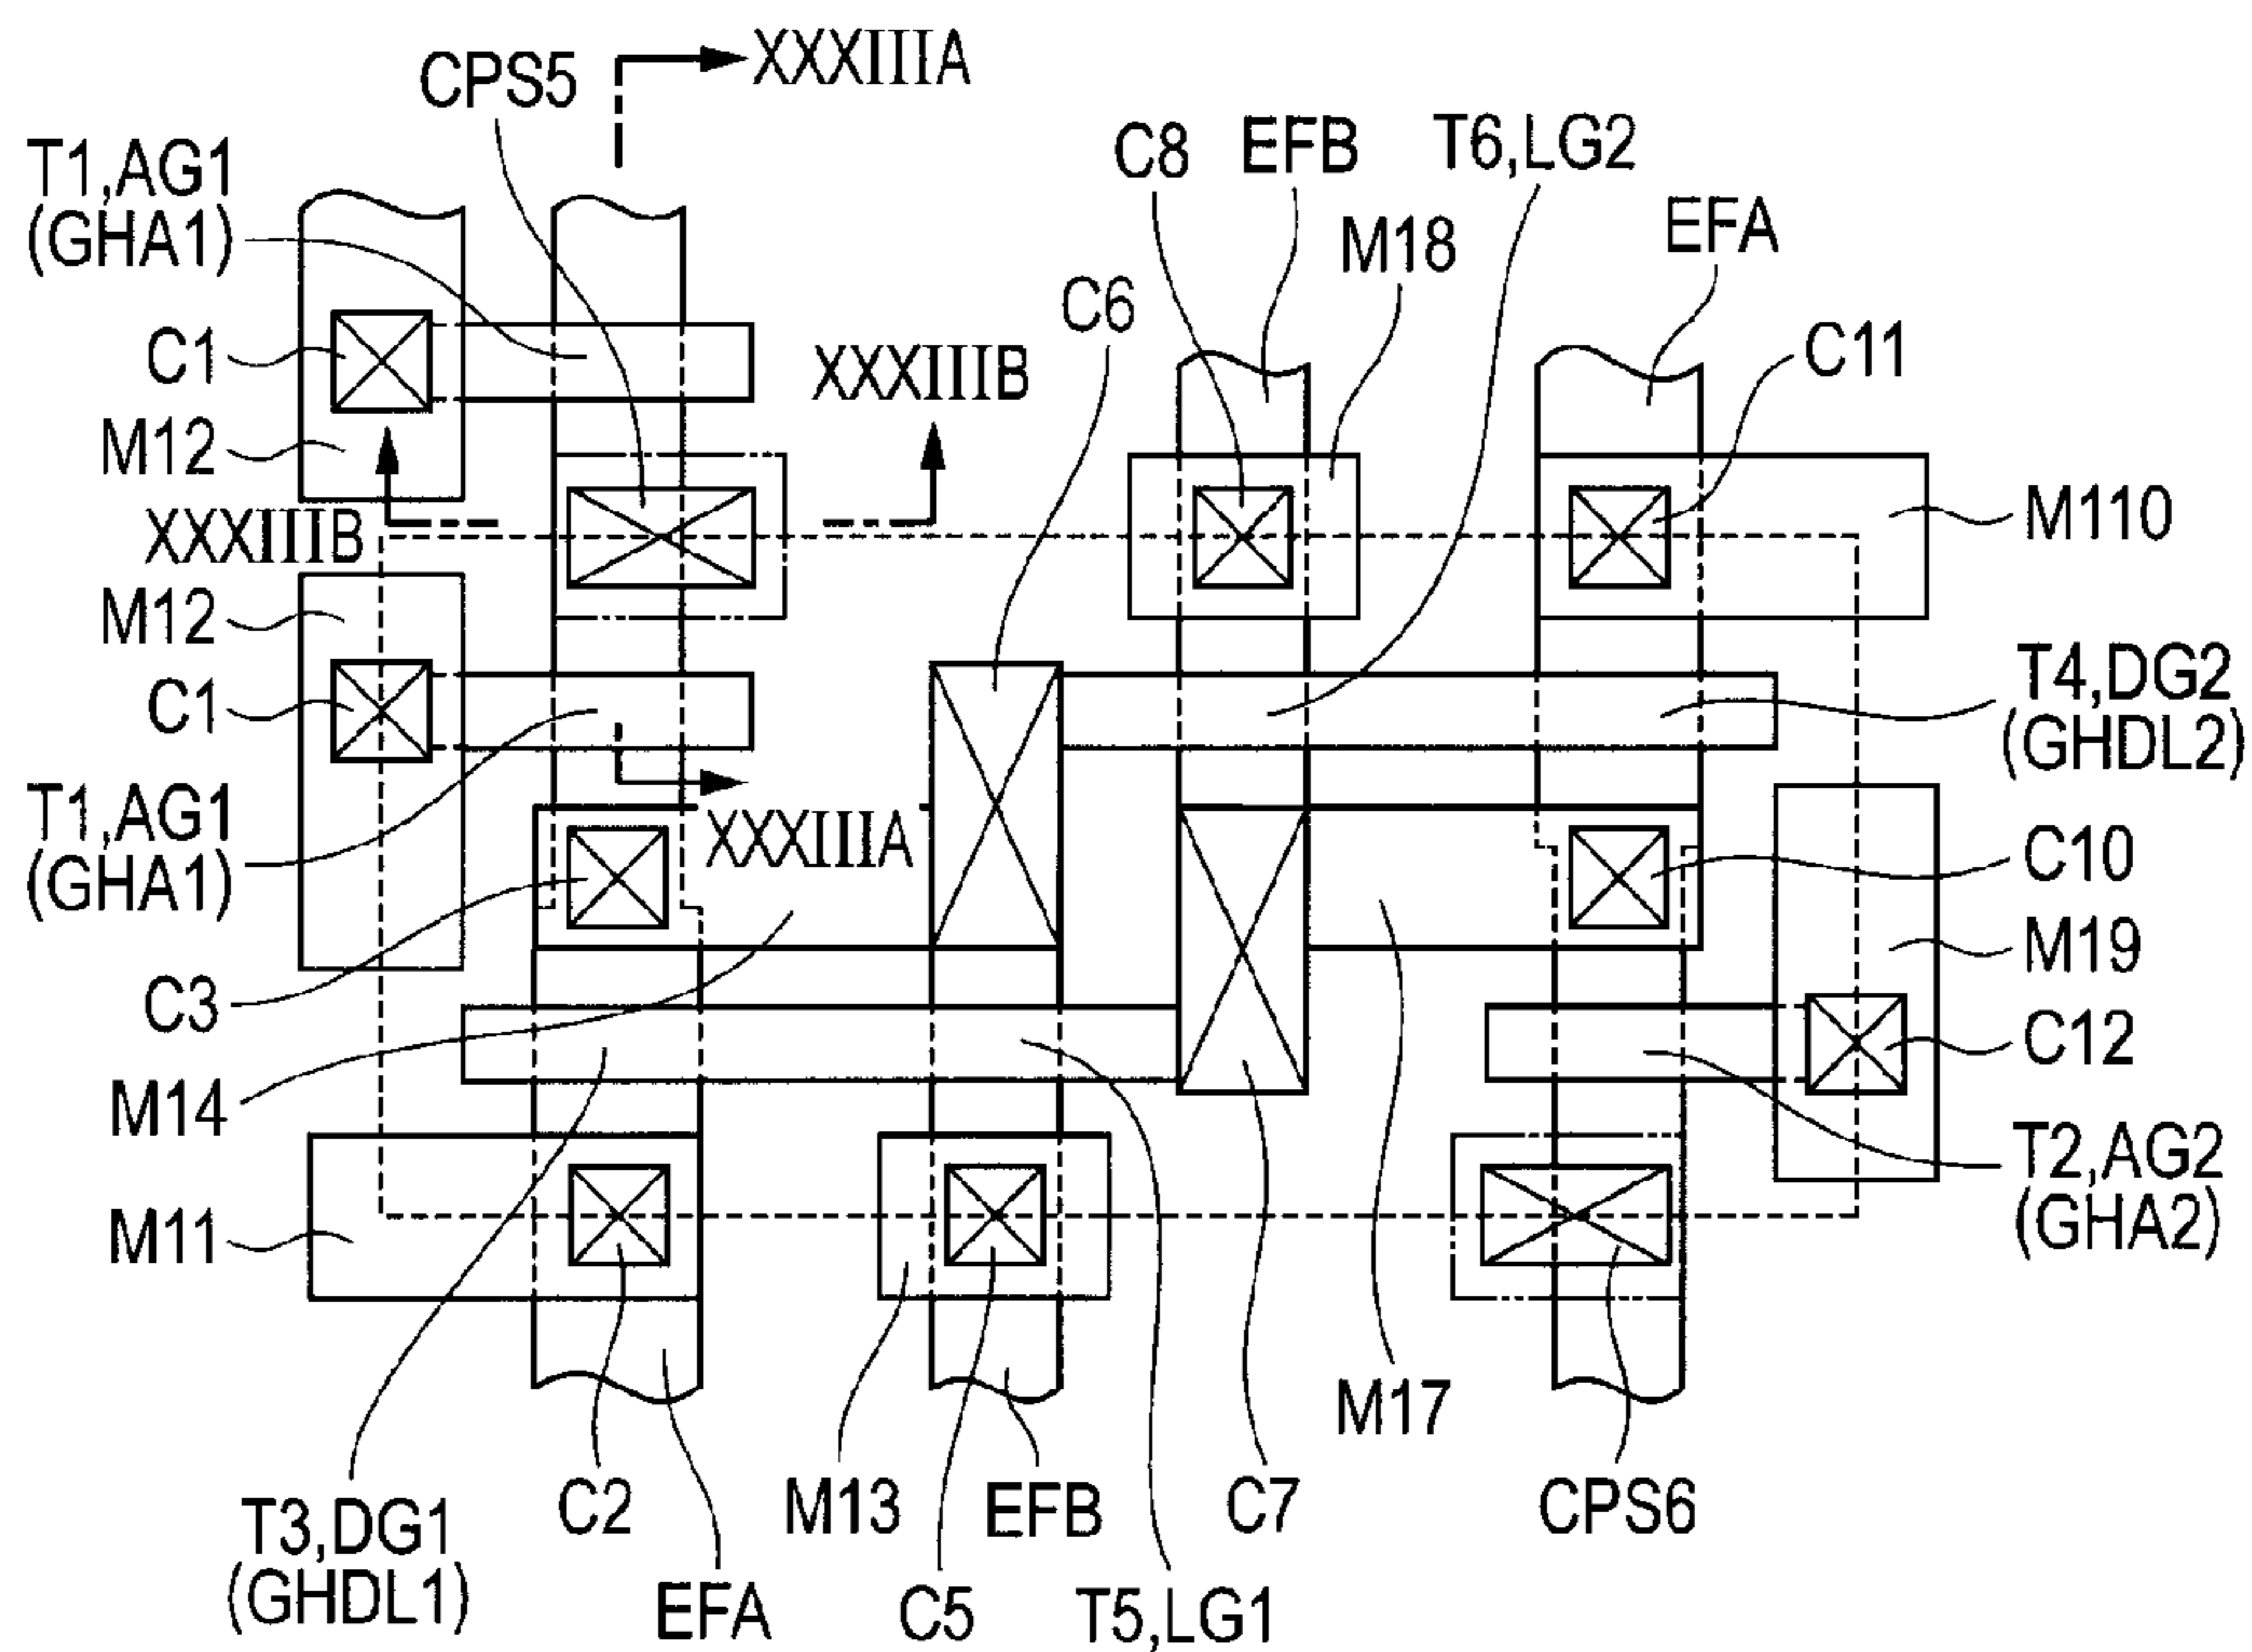 XXXIIIA
CPS5
T1,AG1
(GHA1)
C8
EFB
T6,LG2
M18
EFA
C6
C1
XXXIIIB
C11
M12
XXXIIIB
M110
M12
C1
T4,DG2
(GHDL2)
T1,AG1
(GHA1)
XXXIIIA
C10
C3
M19
C12
M14
T2,AG2
(GHA2)
M11
M17
T3,DG1
(GHDL1)
C2
M13
EFB
C7
CPS6
EFA
C5
T5,LG1